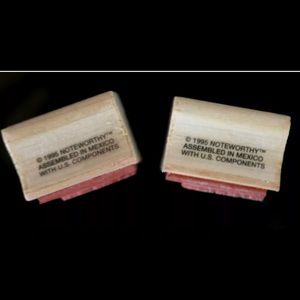 © 1995 NOTEWORTHY™
ASSEMBLED IN MEXICO
WITH U.S. COMPONENTS
© 1995 NOTEWORTHY™
ASSEMBLED IN MEXICO
WITH U.S. COMPONENTS